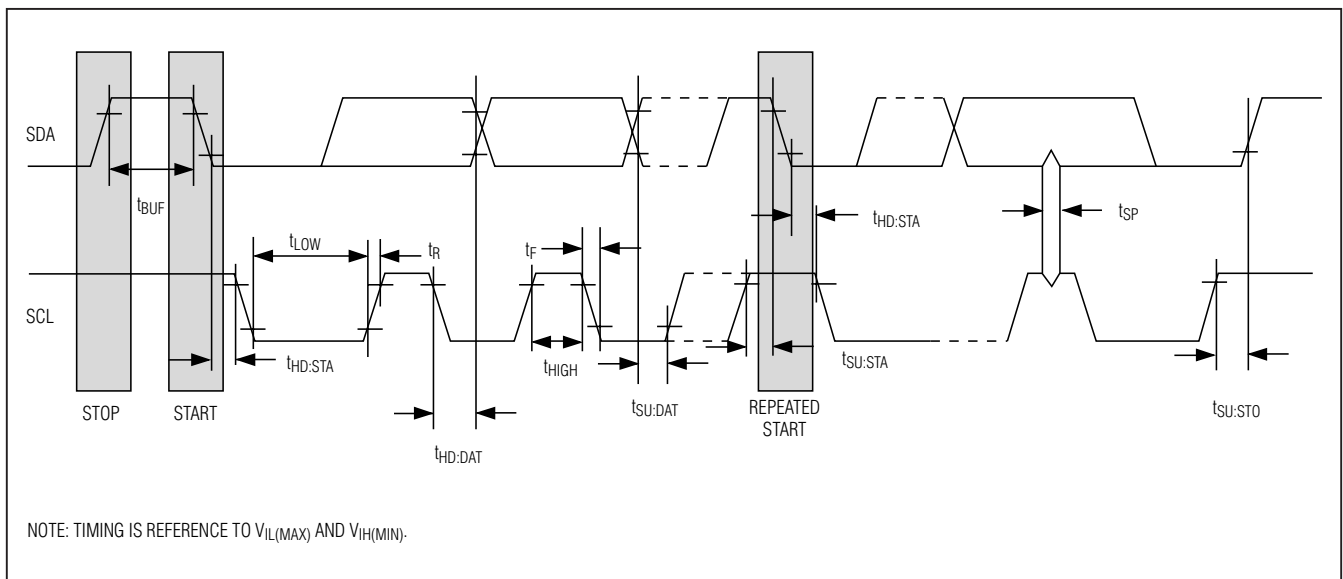 SDA
tBUF
tHD:STA
tSP
tLOW
tR
tF
SCL
tHD:STA
tHIGH
tSU:STA
STOP
START
tSU:DAT
REPEATED
START
tSU:STO
tHD:DAT
NOTE: TIMING IS REFERENCE TO VIL(MAX) AND VIH(MIN).